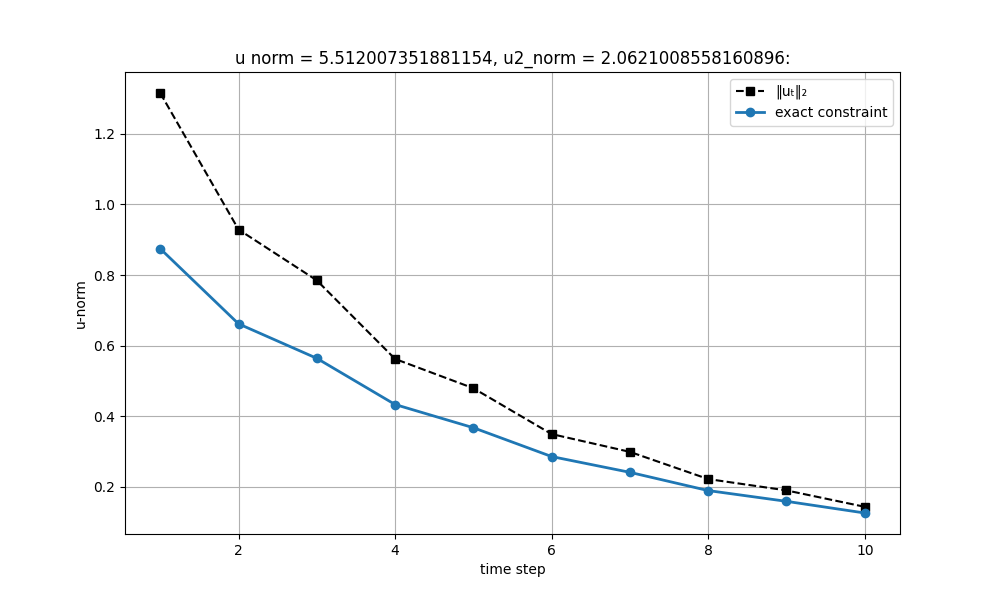 u norm = 5.512007351881154, u2_norm = 2.0621008558160896:
‖uₜ‖₂
exact constraint
u-norm
1.2
1.0
0.8
0.6
0.4
0.2
2 4 6 8 10
time step